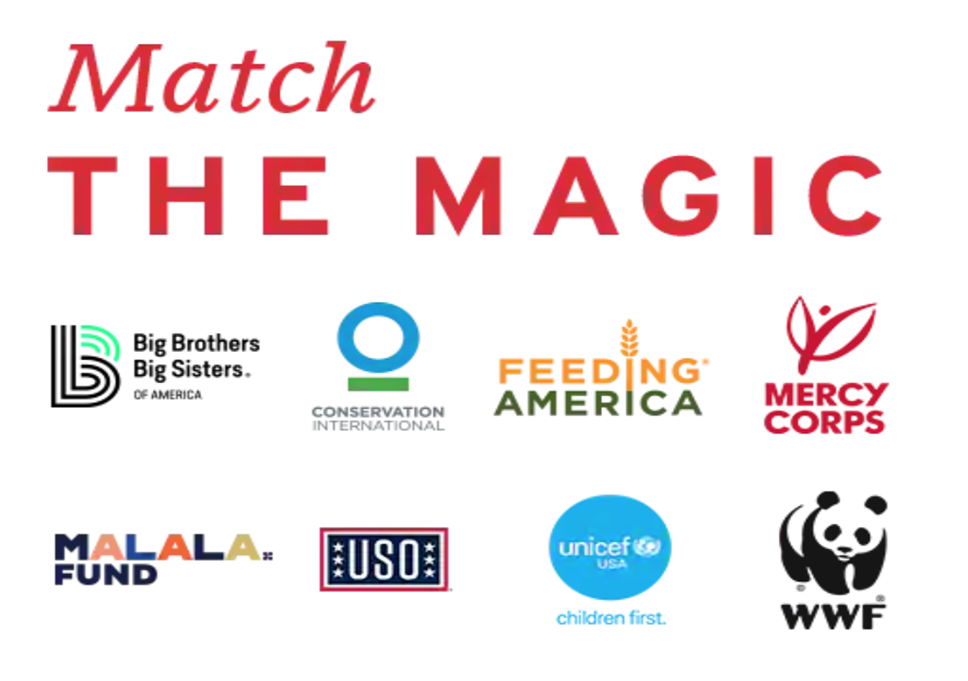 Match
THE MAGIC
Big Brothers
Big Sisters.
OF AMERICA
CONSERVATION
INTERNATIONAL
FEEDING®
AMERICA
MERCY
CORPS
MALALA
FUND
USO
unicef
USA
children first.
©
®
WWF